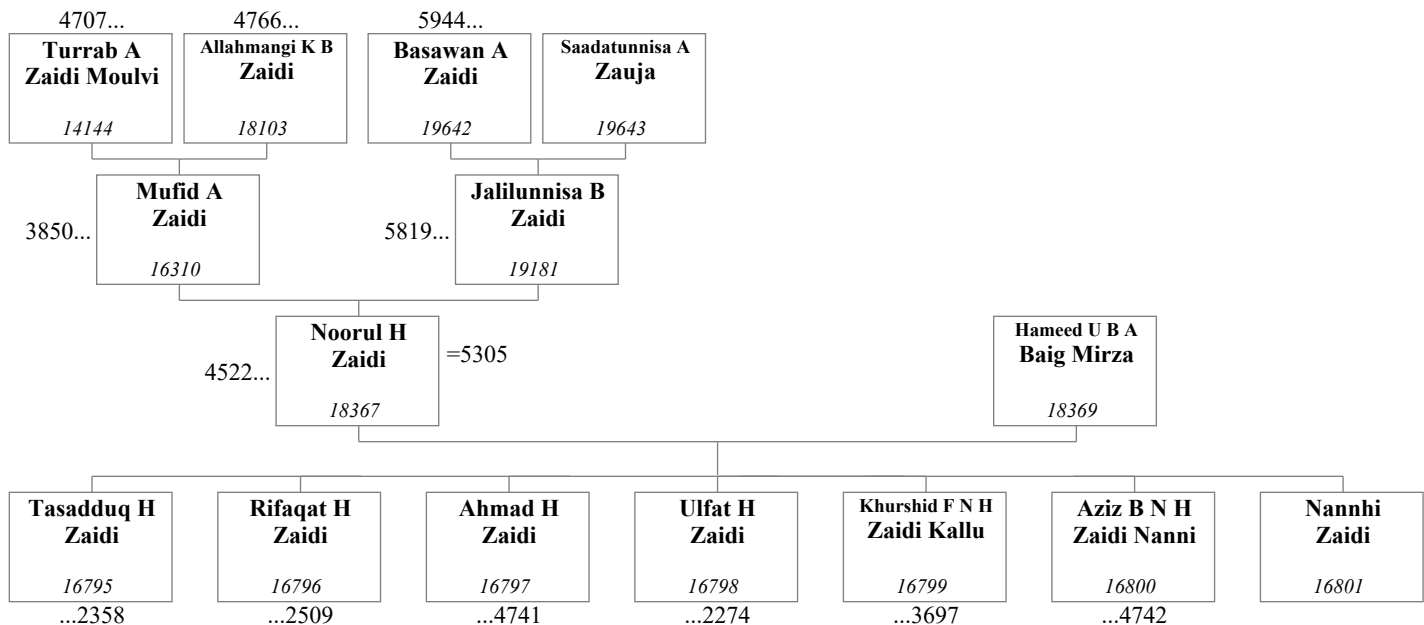 4707...
4766...
5944...
Turrab A
Zaidi Moulvi
14144
Allahmangi K B
Zaidi
18103
Basawan A
Zaidi
19642
Saadatunnisa A
Zauja
19643
3850...
Mufid A
Zaidi
16310
5819...
Jalilunnisa B
Zaidi
19181
4522...
Noorul H
Zaidi
18367
=5305
Hameed U B A
Baig Mirza
18369
Tasadduq H
Zaidi
16795
...2358
Rifaqat H
Zaidi
16796
...2509
Ahmad H
Zaidi
16797
...4741
Ulfat H
Zaidi
16798
...2274
Khurshid F N H
Zaidi Kallu
16799
...3697
Aziz B N H
Zaidi Nanni
16800
...4742
Nannhi
Zaidi
16801